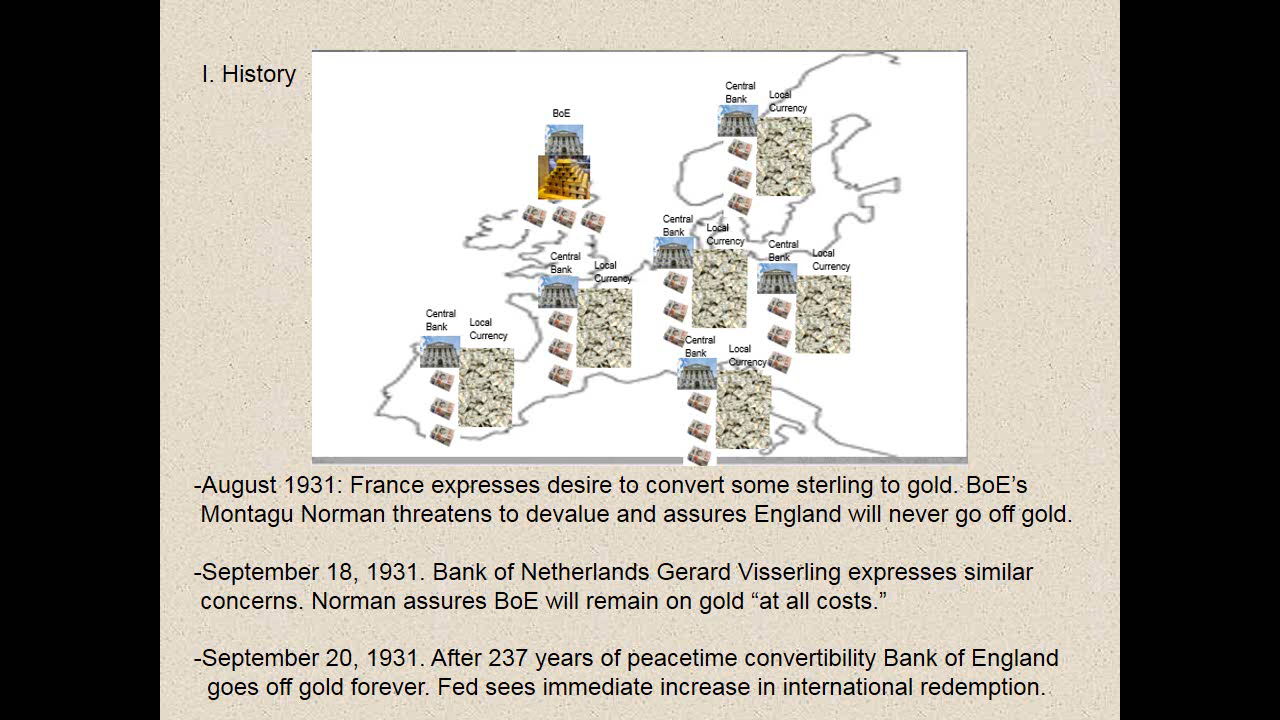 I. History
BoE
Central
Bank
Local
Currency
Central
Bank
Local
Currency
Central
Bank
Local
Currency
Central
Bank
Local
Currency
Central
Bank
Local
Currency
Central
Bank
Local
Currency
-August 1931: France expresses desire to convert some sterling to gold. BoE’s
Montagu Norman threatens to devalue and assures England will never go off gold.
-September 18, 1931. Bank of Netherlands Gerard Visserling expresses similar
concerns. Norman assures BoE will remain on gold “at all costs.”
-September 20, 1931. After 237 years of peacetime convertibility Bank of England
goes off gold forever. Fed sees immediate increase in international redemption.